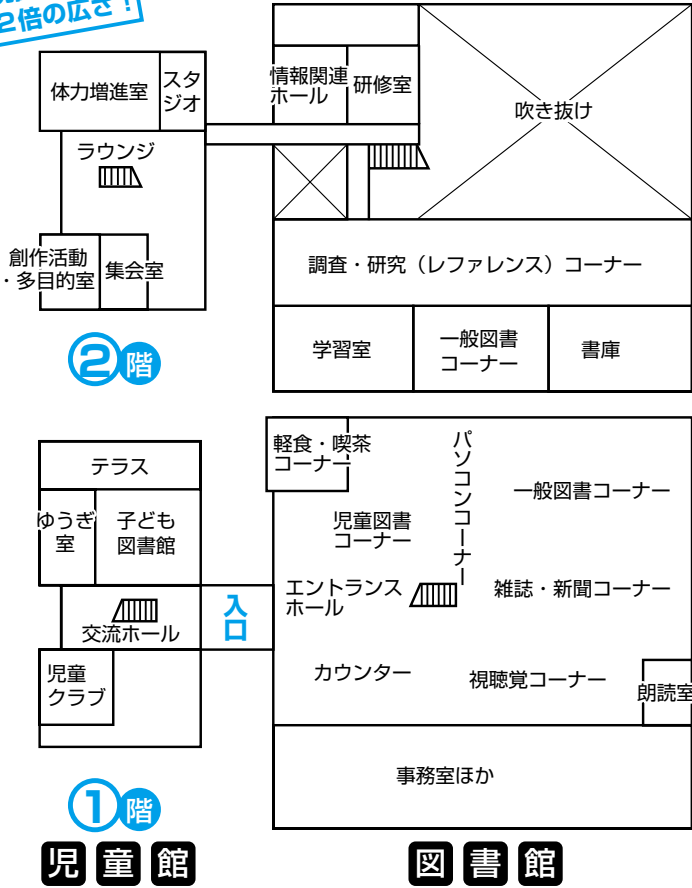 2倍の広さ！
体力増進室
スタ
ジオ
ラウンジ
創作活動
・多目的室
集会室
2階
情報関連
ホール
研修室
吹き抜け
調査・研究（レファレンス）コーナー
学習室
一般図書
コーナー
書庫
テラス
ゆうぎ
室
子ども
図書館
交流ホール
入口
児童
クラブ
1階
児童館
軽食・喫茶
コーナー
パソコンコーナー
一般図書コーナー
児童図書
コーナー
エントランス
ホール
雑誌・新聞コーナー
カウンター
視聴覚コーナー
朗読室
事務室ほか
図書館